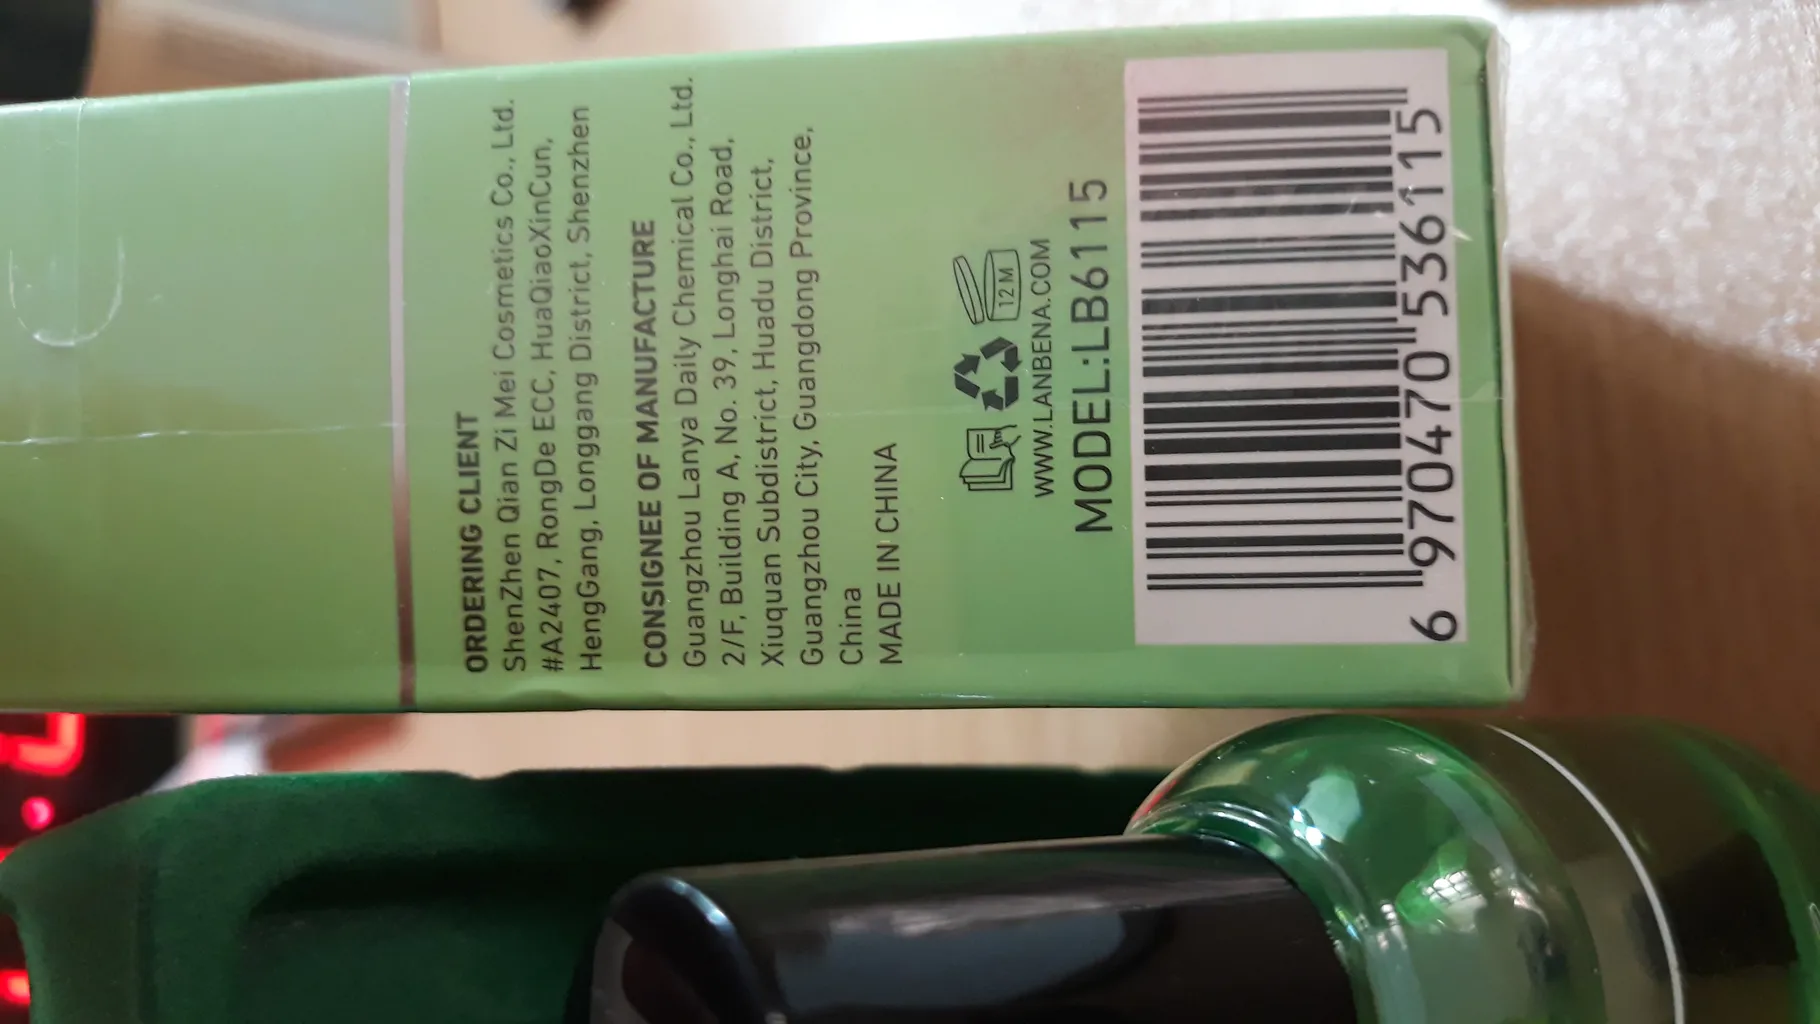 ORDERING CLIENT
ShenZhen Qian Zi Mei Cosmetics Co., Ltd.
#A2407, RongDe ECC, HuaQiaoXinCun,
HengGang, Longgang District, Shenzhen
CONSIGNEE OF MANUFACTURE
Guangzhou Lanya Daily Chemical Co., Ltd.
2/F, Building A, No. 39, Longhai Road,
Xiuquan Subdistrict, Huadu District,
Guangzhou City, Guangdong Province,
China
MADE IN CHINA
12 M
WWW.LANBENA.COM
MODEL:LB6115
6 970470 536115